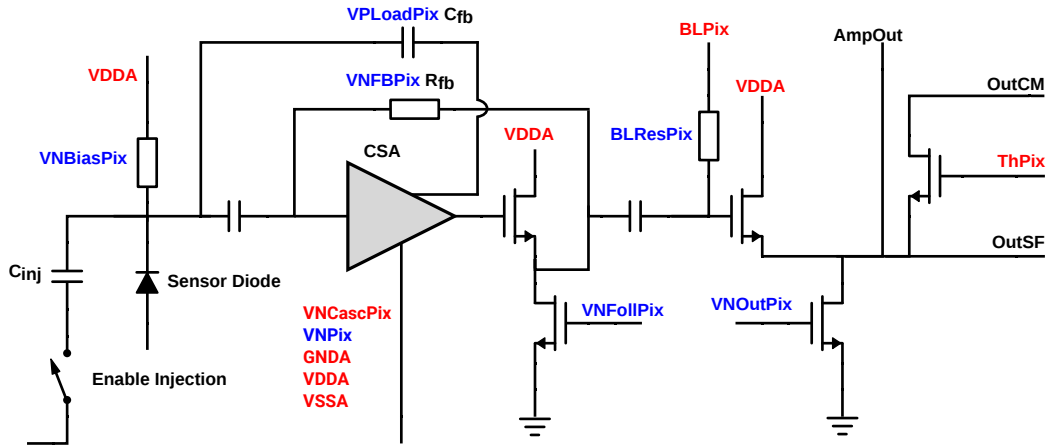 VPLoadPix Cfb
BLPix
AmpOut
VDDA
VNFBPix Rfb
VDDA
OutCM
VNBiasPix
CSA
VDDA
BLResPix
ThPix
OutSF
Cinj
Sensor Diode
VNCascPix
VNPix
GNDA
VDDA
VSSA
VNFollPix
VNOutPix
Enable Injection